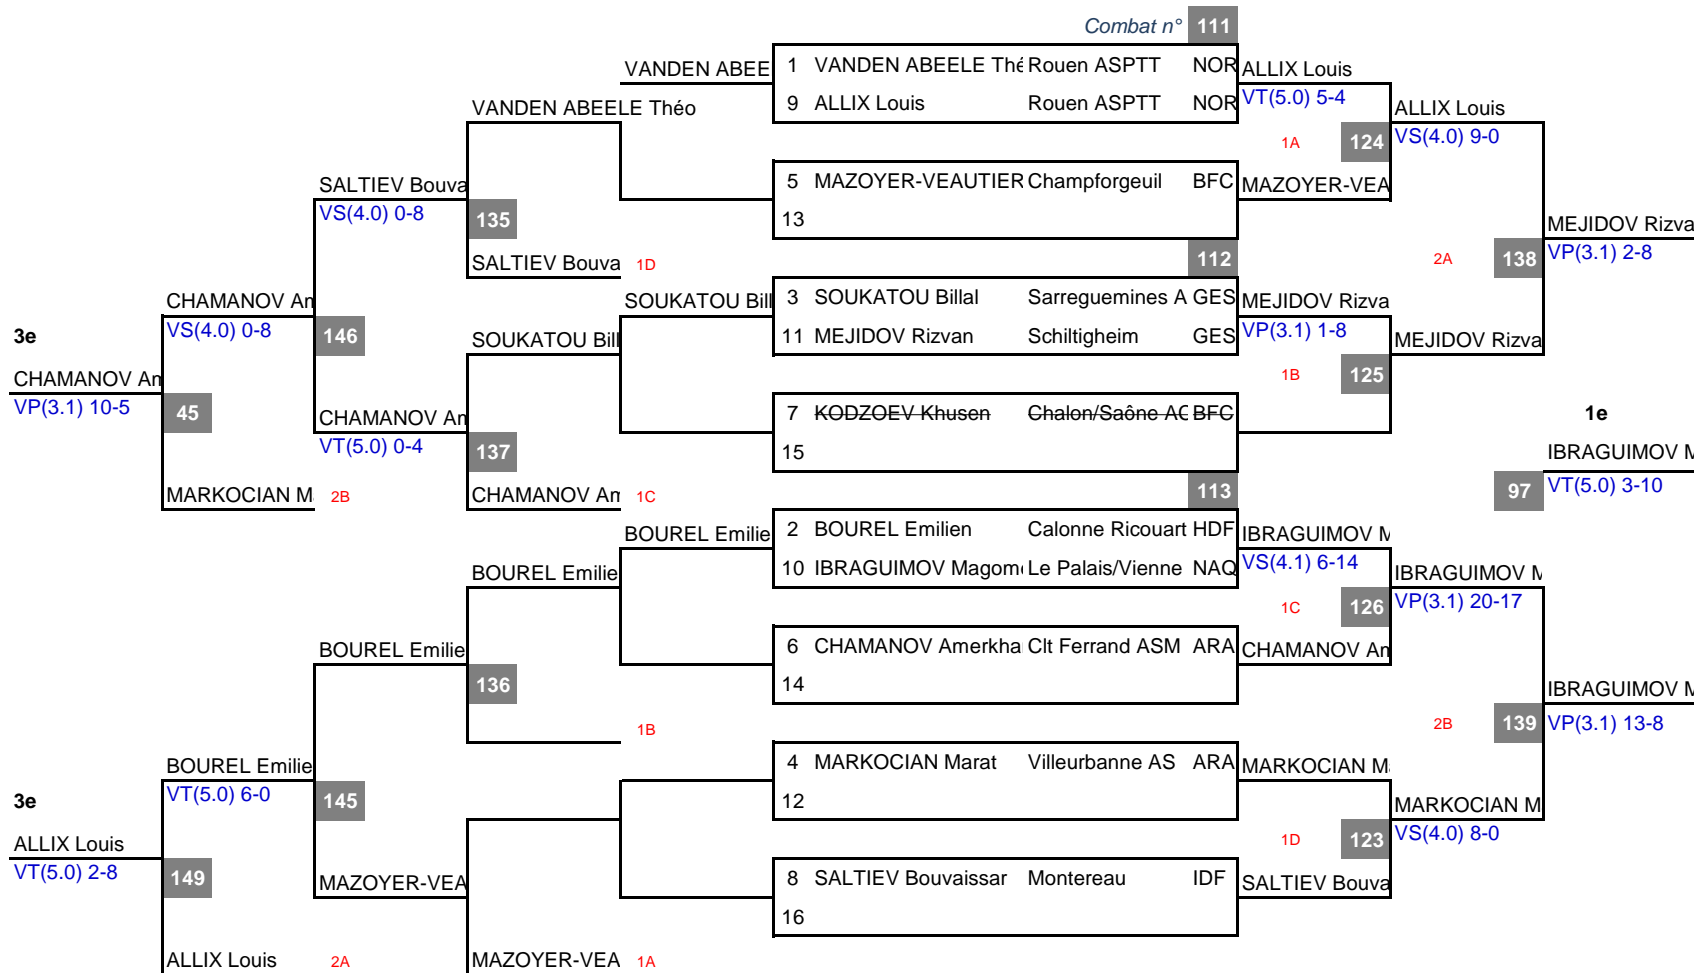 Combat n° 111
VANDEN ABEE 1 VANDEN ABEELE Thé Rouen ASPTT NOR ALLIX Louis
VT(5.0) 5-4
VANDEN ABEELE Théo 9 ALLIX Louis Rouen ASPTT NOR ALLIX Louis
1A 124 VS(4.0) 9-0
SALTIEV Bouva 5 MAZOYER-VEAUTIER Champforgeuil BFC MAZOYER-VEA
VS(4.0) 0-8 135 13
MEJIDOV Rizva
SALTIEV Bouva 1D 112 2A 138 VP(3.1) 2-8
CHAMANOV Am SOUKATOU Bill 3 SOUKATOU Billal Sarreguemines A GES MEJIDOV Rizva
VS(4.0) 0-8 VP(3.1) 1-8
3e 146 SOUKATOU Bill 11 MEJIDOV Rizvan Schiltigheim GES MEJIDOV Rizva
CHAMANOV Am 1B 125
VP(3.1) 10-5 45 CHAMANOV Am 7 KODZOEV Khusen Chalon/Saône AC BFC 1e
VT(5.0) 0-4 137 15
IBRAGUIMOV M
MARKOCIAN Ma 2B CHAMANOV Am 1C 113 97 VT(5.0) 3-10
BOUREL Emilie 2 BOUREL Emilien Calonne Ricouart HDF IBRAGUIMOV M
VS(4.1) 6-14
BOUREL Emilie 10 IBRAGUIMOV Magome Le Palais/Vienne NAQ IBRAGUIMOV M
1C 126 VP(3.1) 20-17
BOUREL Emilie 6 CHAMANOV Amerkha Clt Ferrand ASM ARA CHAMANOV Am
136 14
IBRAGUIMOV M
1B 2B 139 VP(3.1) 13-8
BOUREL Emilie 4 MARKOCIAN Marat Villeurbanne AS ARA MARKOCIAN Ma
VT(5.0) 6-0
3e 145 12 MARKOCIAN M
ALLIX Louis 1D 123 VS(4.0) 8-0
VT(5.0) 2-8 149 MAZOYER-VEA 8 SALTIEV Bouvaissar Montereau IDF SALTIEV Bouva
16
ALLIX Louis 2A MAZOYER-VEA 1A